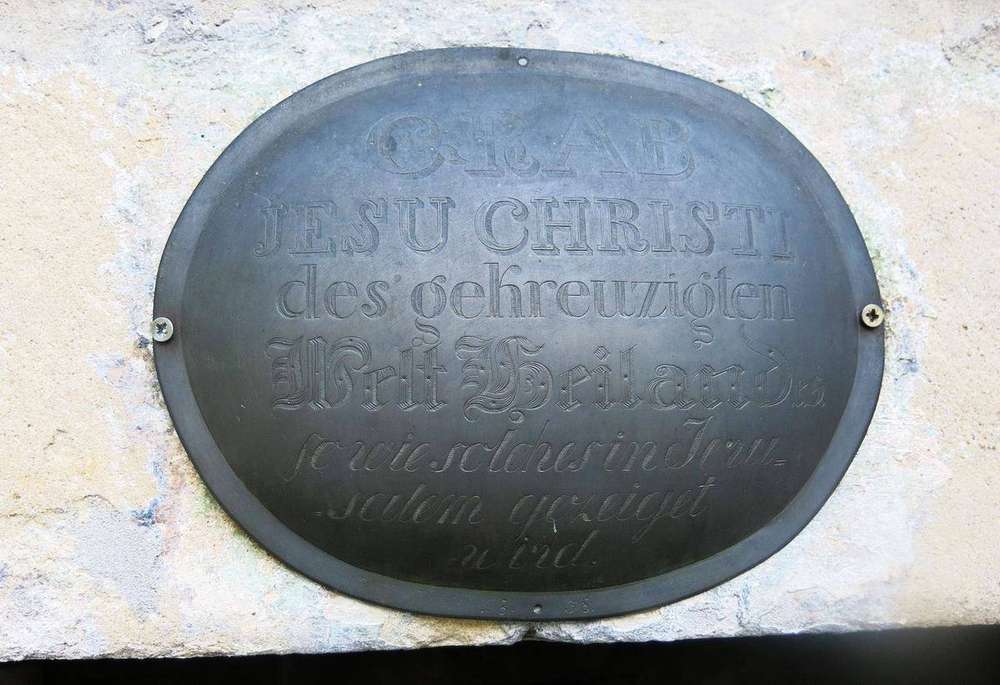 GRAB
JESU CHRISTI
des gekreuzigten
Welt Heilandes.
so wie solches in Jeru-
salem gezeiget
wird.